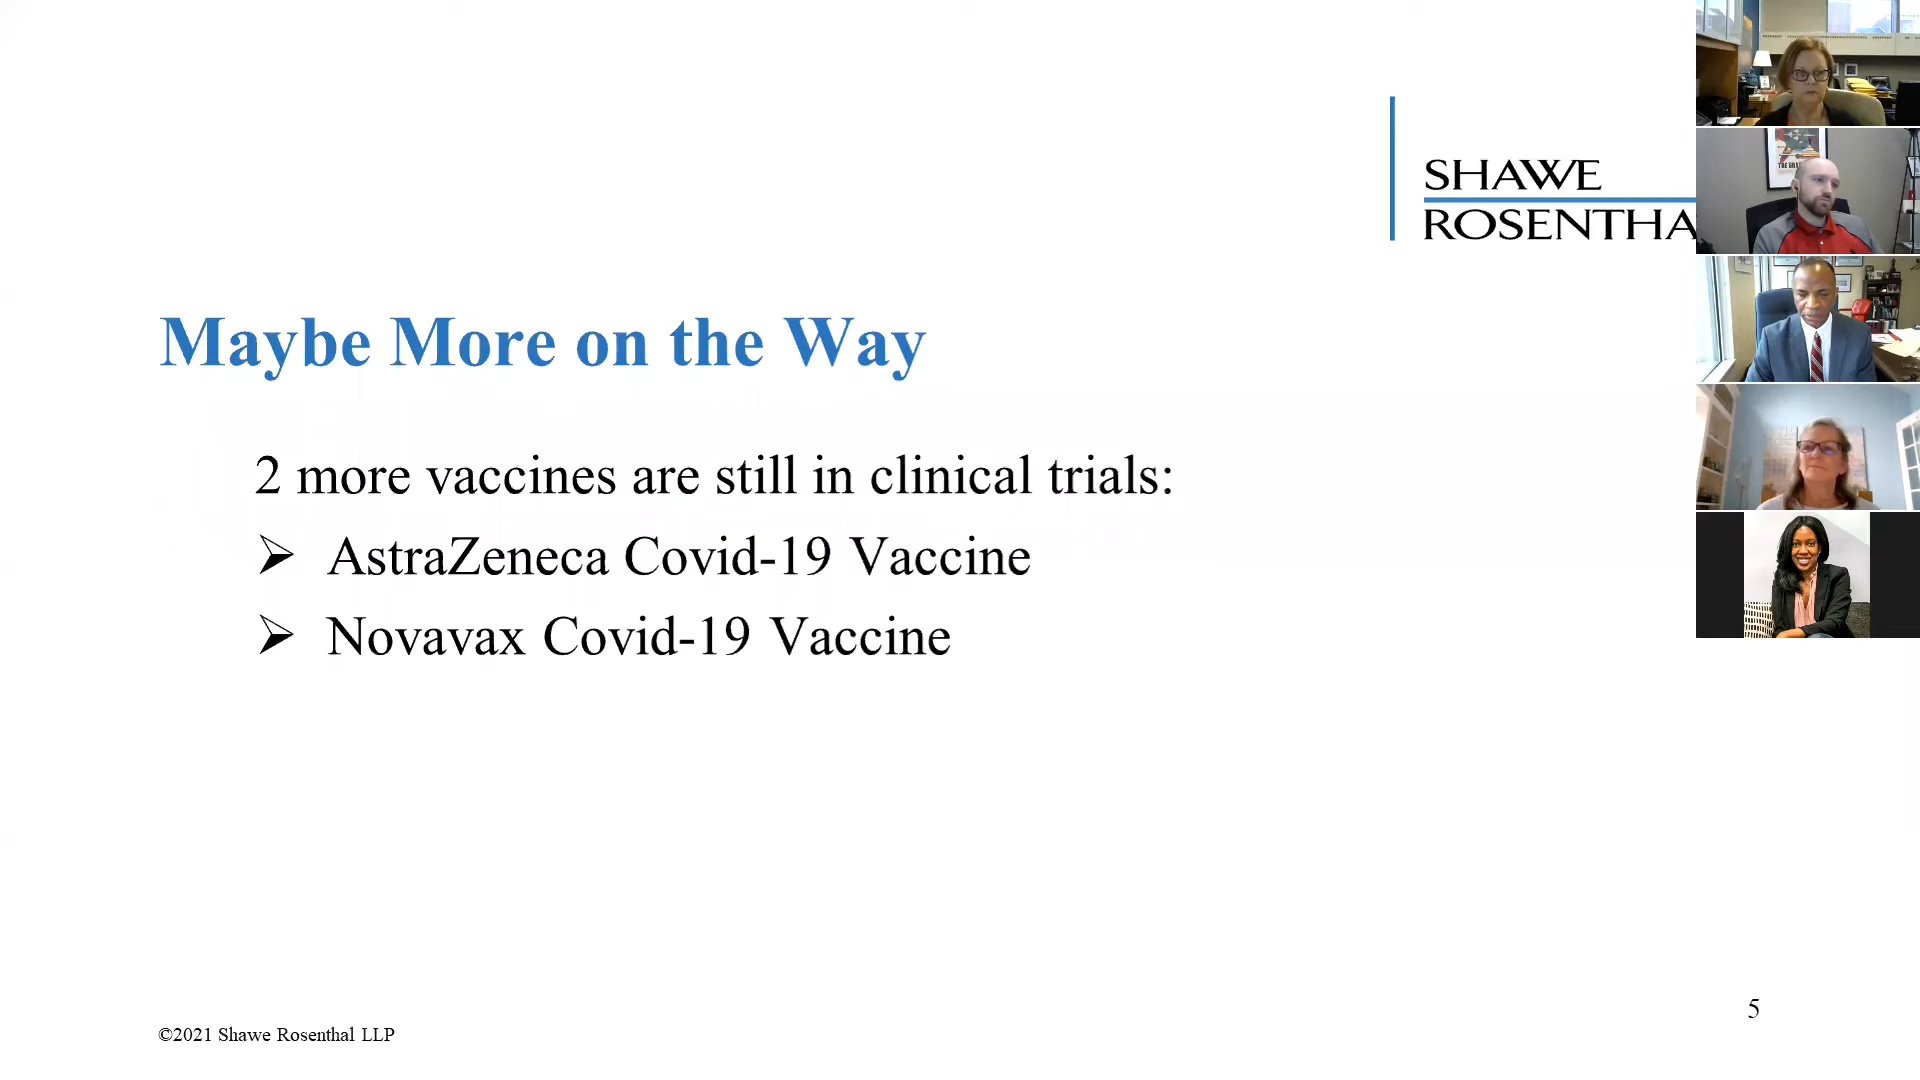 SHAWE
ROSENTHA
Maybe More on the Way
2 more vaccines are still in clinical trials:
➢ AstraZeneca Covid-19 Vaccine
➢ Novavax Covid-19 Vaccine
5
©2021 Shawe Rosenthal LLP